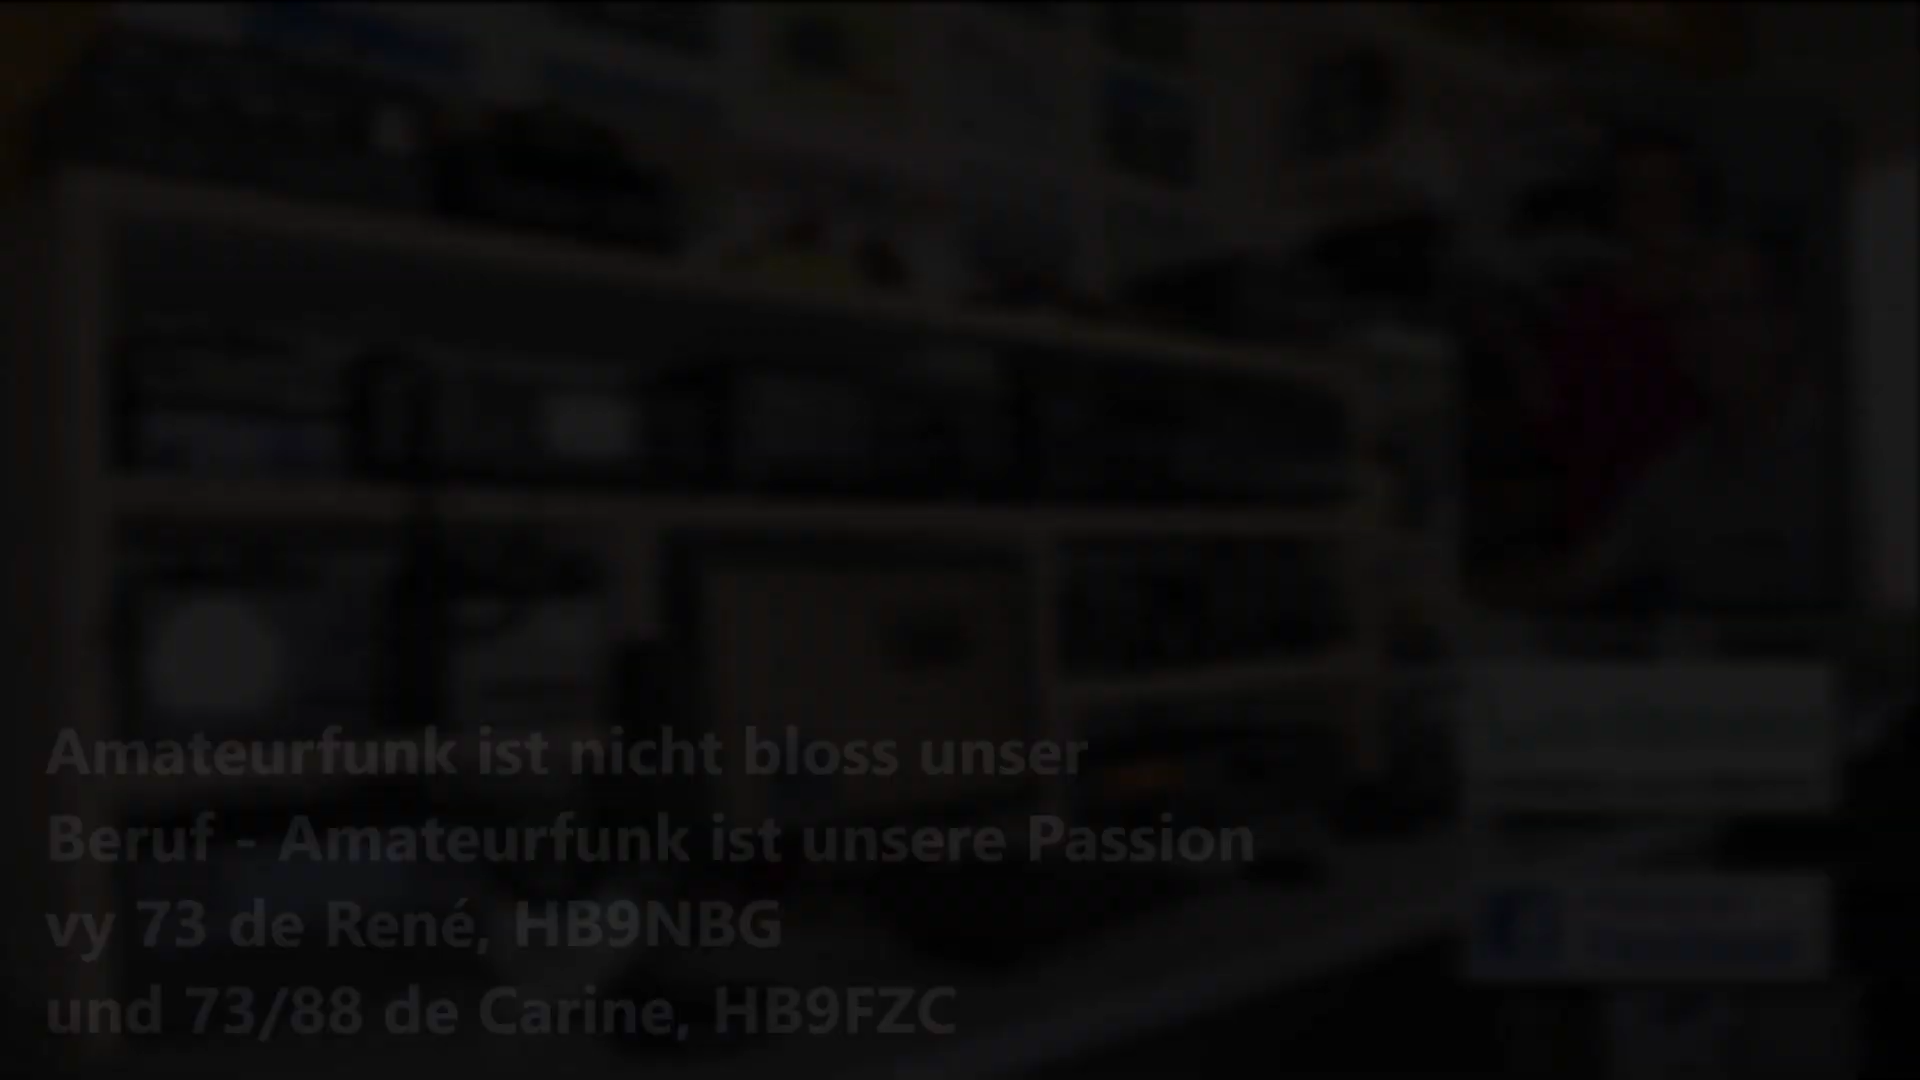 Amateurfunk ist nicht bloss unser
Beruf - Amateurfunk ist unsere Passion
vy 73 de René, HB9NBG
und 73/88 de Carine, HB9FZC